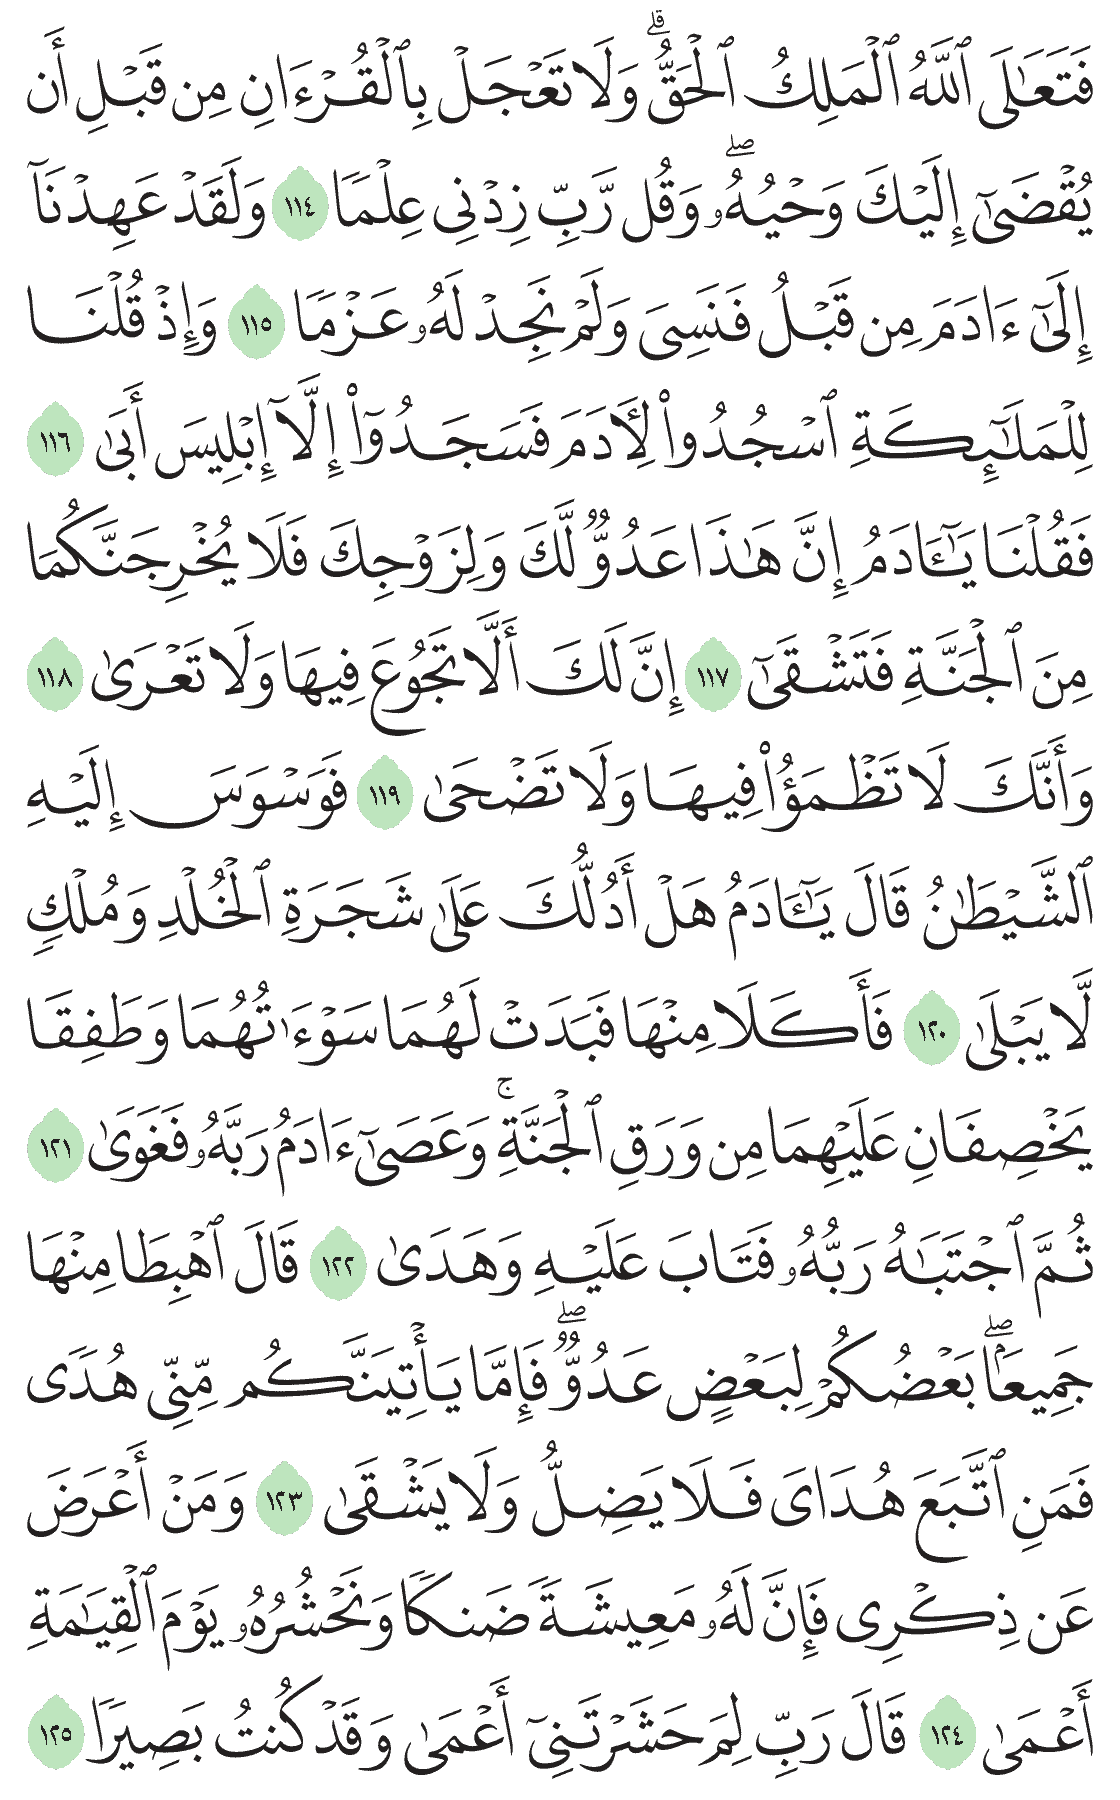 فَتَعَـٰلَى ٱللَّهُ ٱلْمَلِكُ ٱلْحَقُّ ۗ وَلَا تَعْجَلْ بِٱلْقُرْءَانِ مِن قَبْلِ أَن
يُقْضَىٰٓ إِلَيْكَ وَحْيُهُۥ ۖ وَقُل رَّبِّ زِدْنِى عِلْمًا ١١٤ وَلَقَدْ عَهِدْنَآ
إِلَىٰٓ ءَادَمَ مِن قَبْلُ فَنَسِىَ وَلَمْ نَجِدْ لَهُۥ عَزْمًا ١١٥ وَإِذْ قُلْنَا
لِلْمَلَـٰٓئِكَةِ ٱسْجُدُوا۟ لِـَٔادَمَ فَسَجَدُوٓا۟ إِلَّآ إِبْلِيسَ أَبَىٰ ١١٦
فَقُلْنَا يَـٰٓـَٔادَمُ إِنَّ هَـٰذَا عَدُوٌّ لَّكَ وَلِزَوْجِكَ فَلَا يُخْرِجَنَّكُمَا
مِنَ ٱلْجَنَّةِ فَتَشْقَىٰٓ ١١٧ إِنَّ لَكَ أَلَّا تَجُوعَ فِيهَا وَلَا تَعْرَىٰ ١١٨
وَأَنَّكَ لَا تَظْمَؤُا۟ فِيهَا وَلَا تَضْحَىٰ ١١٩ فَوَسْوَسَ إِلَيْهِ
ٱلشَّيْطَـٰنُ قَالَ يَـٰٓـَٔادَمُ هَلْ أَدُلُّكَ عَلَىٰ شَجَرَةِ ٱلْخُلْدِ وَمُلْكٍ
لَّا يَبْلَىٰ ١٢٠ فَأَكَلَا مِنْهَا فَبَدَتْ لَهُمَا سَوْءَٰتُهُمَا وَطَفِقَا
يَخْصِفَانِ عَلَيْهِمَا مِن وَرَقِ ٱلْجَنَّةِ ۚ وَعَصَىٰٓ ءَادَمُ رَبَّهُۥ فَغَوَىٰ ١٢١
ثُمَّ ٱجْتَبَـٰهُ رَبُّهُۥ فَتَابَ عَلَيْهِ وَهَدَىٰ ١٢٢ قَالَ ٱهْبِطَا مِنْهَا
جَمِيعًۢا ۖ بَعْضُكُمْ لِبَعْضٍ عَدُوٌّ ۖ فَإِمَّا يَأْتِيَنَّكُم مِّنِّى هُدًى
فَمَنِ ٱتَّبَعَ هُدَاىَ فَلَا يَضِلُّ وَلَا يَشْقَىٰ ١٢٣ وَمَنْ أَعْرَضَ
عَن ذِكْرِى فَإِنَّ لَهُۥ مَعِيشَةً ضَنكًا وَنَحْشُرُهُۥ يَوْمَ ٱلْقِيَـٰمَةِ
أَعْمَىٰ ١٢٤ قَالَ رَبِّ لِمَ حَشَرْتَنِىٓ أَعْمَىٰ وَقَدْ كُنتُ بَصِيرًا ١٢٥